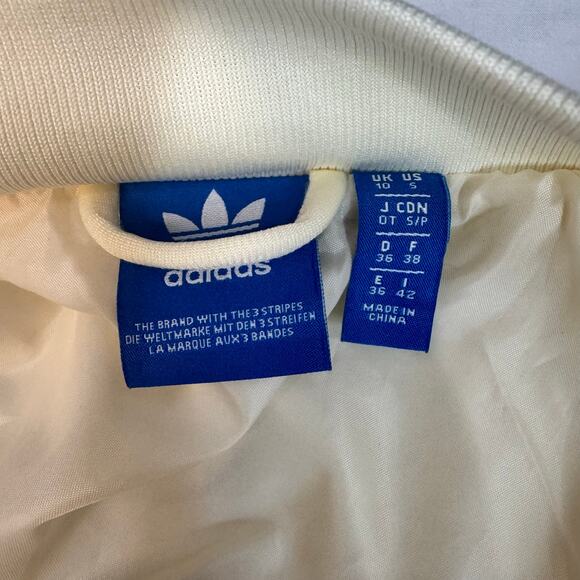 adidas
THE BRAND WITH THE 3 STRIPES
DIE WELTMARKE MIT DEN 3 STREIFEN
LA MARQUE AUX 3 BANDES
UK US
10 S
J CDN
OT S/P
D F
36 38
E I
36 42
MADE IN
CHINA